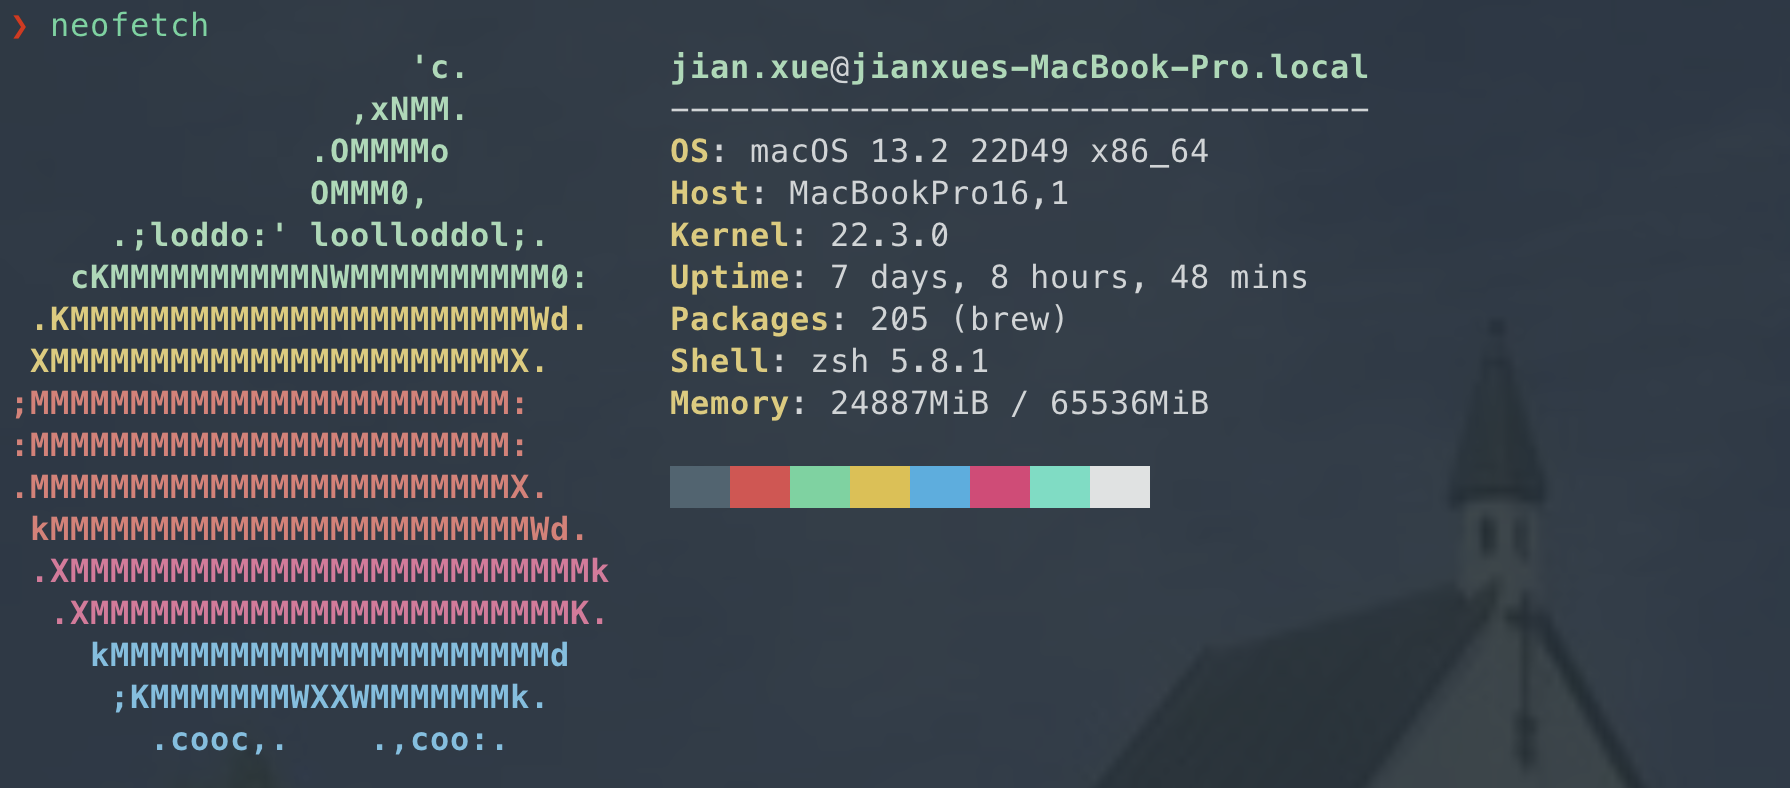 ❯ neofetch
                    'c.          jian.xue@jianxues-MacBook-Pro.local
                 ,xNMM.          -----------------------------------
               .OMMMMo           OS: macOS 13.2 22D49 x86_64
               OMMM0,            Host: MacBookPro16,1
     .;loddo:' loolloddol;.      Kernel: 22.3.0
   cKMMMMMMMMMMNWMMMMMMMMMM0:    Uptime: 7 days, 8 hours, 48 mins
 .KMMMMMMMMMMMMMMMMMMMMMMMWd.    Packages: 205 (brew)
 XMMMMMMMMMMMMMMMMMMMMMMMX.      Shell: zsh 5.8.1
;MMMMMMMMMMMMMMMMMMMMMMMM:       Memory: 24887MiB / 65536MiB
:MMMMMMMMMMMMMMMMMMMMMMMM:
.MMMMMMMMMMMMMMMMMMMMMMMMX.
 kMMMMMMMMMMMMMMMMMMMMMMMMWd.
 .XMMMMMMMMMMMMMMMMMMMMMMMMMMk
  .XMMMMMMMMMMMMMMMMMMMMMMMMK.
    kMMMMMMMMMMMMMMMMMMMMMMd
     ;KMMMMMMMWXXWMMMMMMMk.
       .cooc,.    .,coo:.